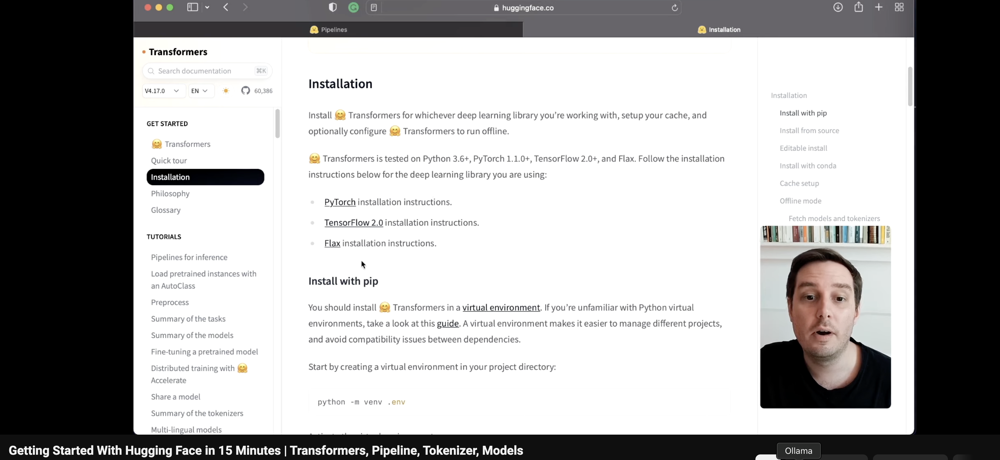 huggingface.co
Pipelines
Installation
Transformers
Search documentation ⌘K
V4.17.0 EN 60,386
GET STARTED
🤗 Transformers
Quick tour
Installation
Philosophy
Glossary
TUTORIALS
Pipelines for inference
Load pretrained instances with
an AutoClass
Preprocess
Summary of the tasks
Summary of the models
Fine-tuning a pretrained model
Distributed training with 🤗
Accelerate
Share a model
Summary of the tokenizers
Multi-lingual models
Installation
Install 🤗 Transformers for whichever deep learning library you’re working with, setup your cache, and
optionally configure 🤗 Transformers to run offline.
🤗 Transformers is tested on Python 3.6+, PyTorch 1.1.0+, TensorFlow 2.0+, and Flax. Follow the installation
instructions below for the deep learning library you are using:
PyTorch installation instructions.
TensorFlow 2.0 installation instructions.
Flax installation instructions.
Install with pip
You should install 🤗 Transformers in a virtual environment. If you’re unfamiliar with Python virtual
environments, take a look at this guide. A virtual environment makes it easier to manage different projects,
and avoid compatibility issues between dependencies.
Start by creating a virtual environment in your project directory:
python -m venv .env
Installation
Install with pip
Install from source
Editable install
Install with conda
Cache setup
Offline mode
Fetch models and tokenizers
Getting Started With Hugging Face in 15 Minutes | Transformers, Pipeline, Tokenizer, Models
Ollama